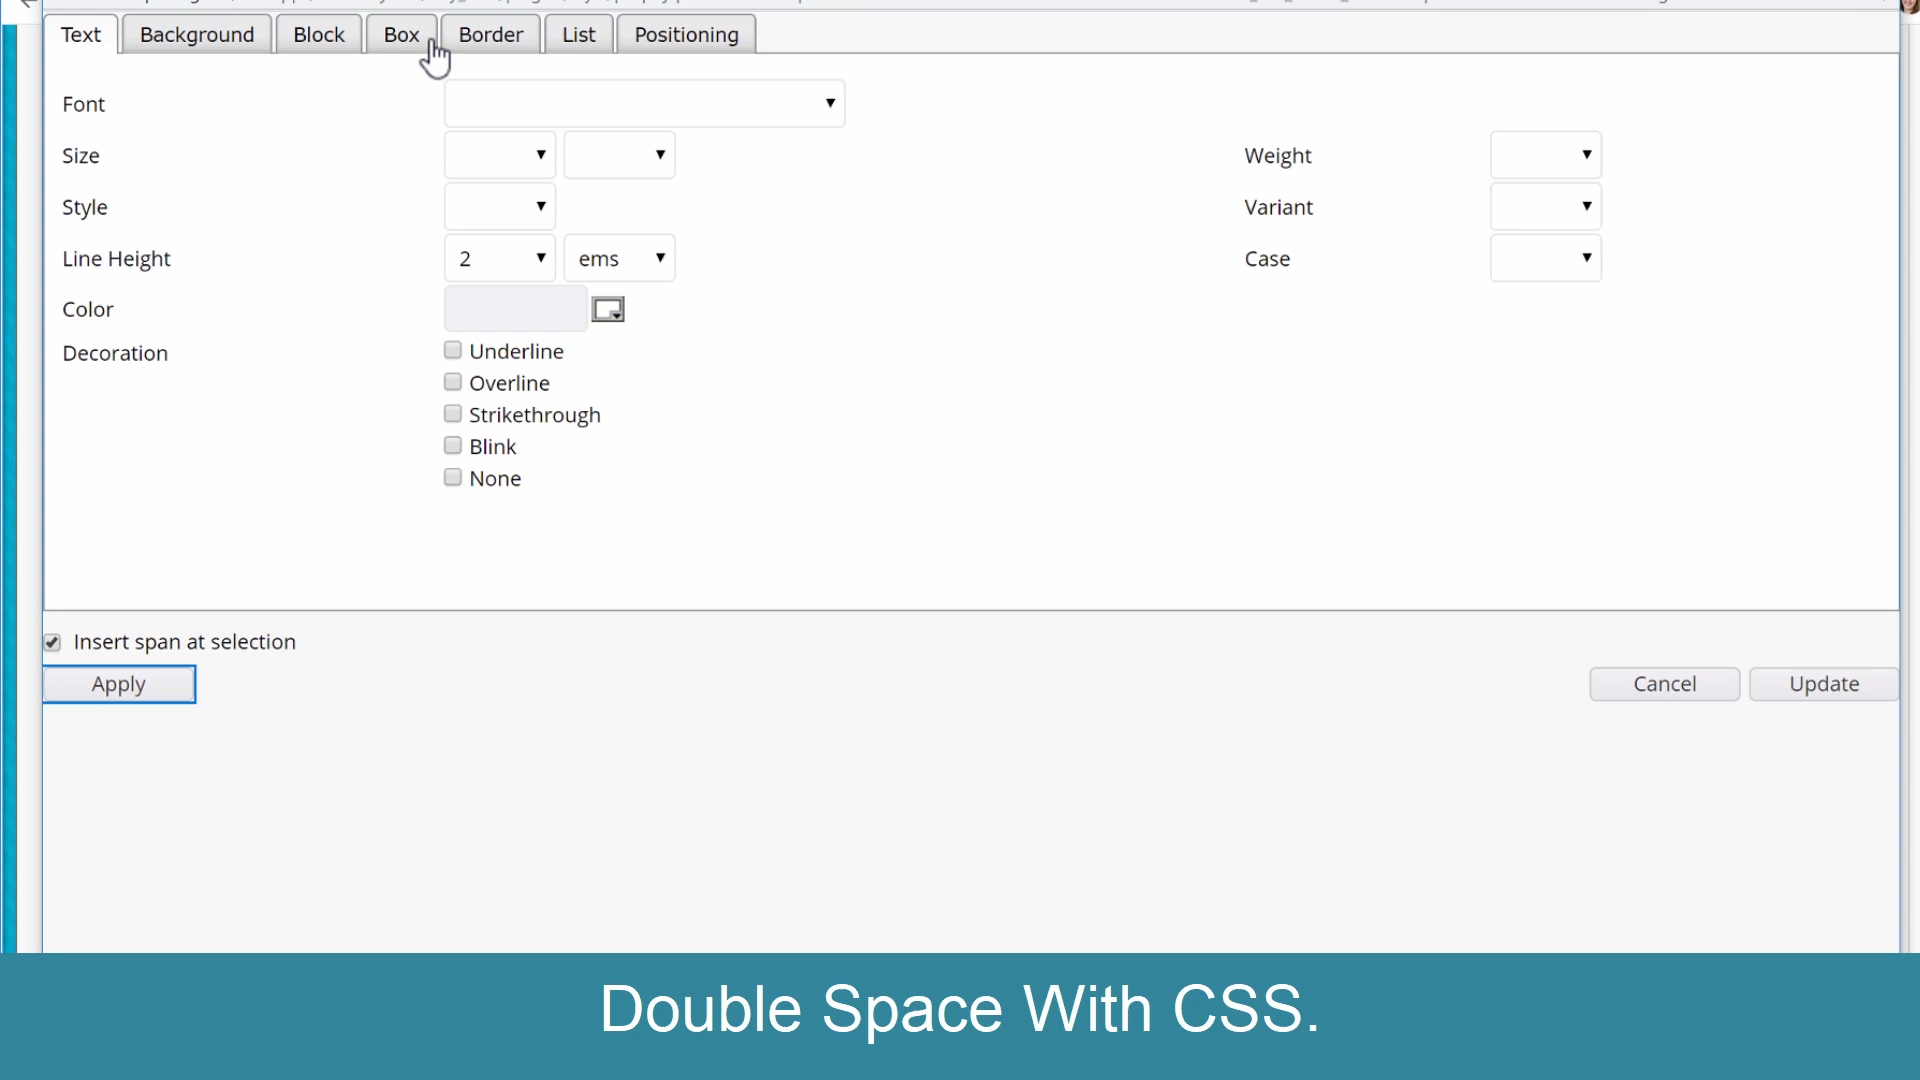 Text Background Block Box Border List Positioning
Font
Size Weight
Style Variant
Line Height 2 ems Case
Color
Decoration Underline
Overline
Strikethrough
Blink
None
Insert span at selection
Apply Cancel Update
Double Space With CSS.